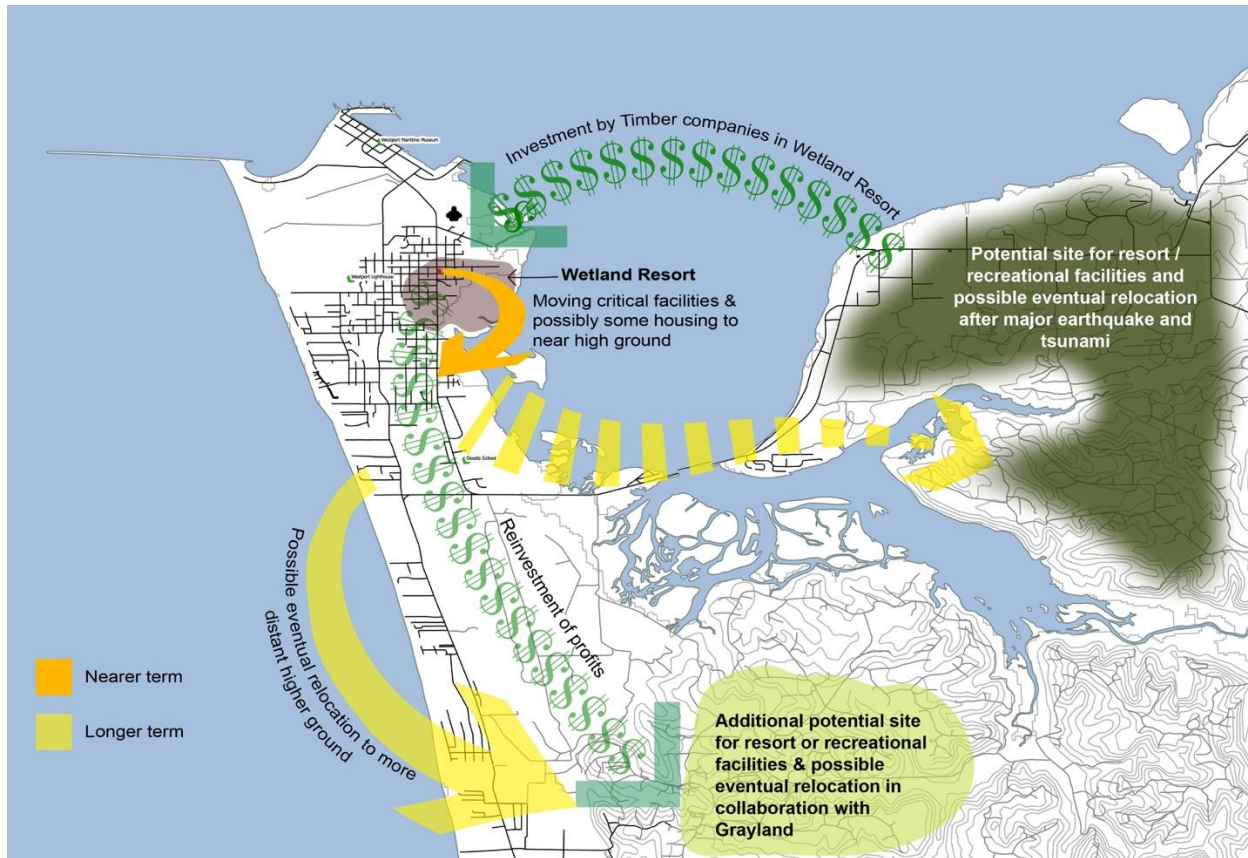 Westport Maritime Museum
Investment by Timber companies in Wetland Resort
$$$$$$$$$$$$$$$$$$
Westport Lighthouse
Wetland Resort
Moving critical facilities &
possibly some housing to
near high ground
Potential site for resort /
recreational facilities and
possible eventual relocation
after major earthquake and
tsunami
Ocosta School
Reinvestment of profits
Possible eventual relocation to more
distant higher ground
Nearer term
Longer term
Additional potential site
for resort or recreational
facilities & possible
eventual relocation in
collaboration with
Grayland